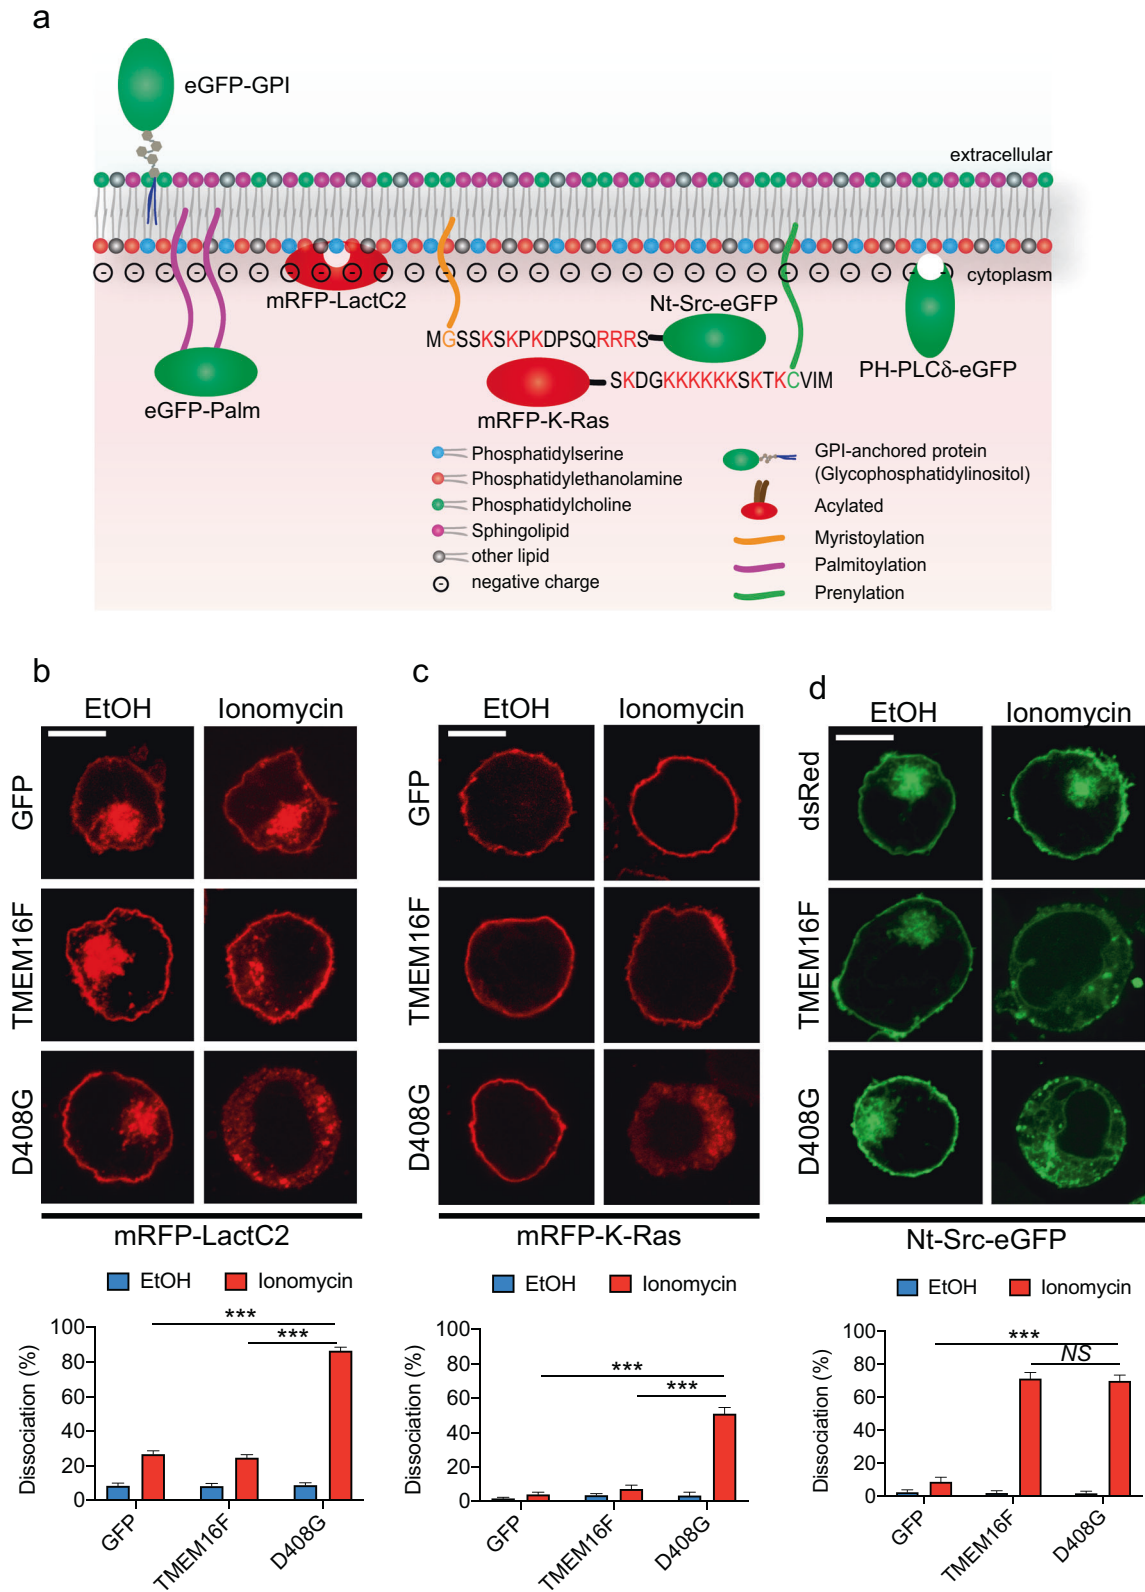 a
eGFP-GPI
extracellular
cytoplasm
mRFP-LactC2
Nt-Src-eGFP
MGSSKSKPKDPSQRRRS
PH-PLCδ-eGFP
SKDGKKKKKKSKTKCVIM
eGFP-Palm
mRFP-K-Ras
Phosphatidylserine
Phosphatidylethanolamine
Phosphatidylcholine
Sphingolipid
other lipid
negative charge
GPI-anchored protein
(Glycophosphatidylinositol)
Acylated
Myristoylation
Palmitoylation
Prenylation
b
EtOH Ionomycin
GFP
TMEM16F
D408G
mRFP-LactC2
EtOH Ionomycin
Dissociation (%)
100
80
60
40
20
0
*** 
***
GFP
TMEM16F
D408G
c
EtOH Ionomycin
GFP
TMEM16F
D408G
mRFP-K-Ras
EtOH Ionomycin
Dissociation (%)
100
80
60
40
20
0
***
***
GFP
TMEM16F
D408G
d
EtOH Ionomycin
dsRed
TMEM16F
D408G
Nt-Src-eGFP
EtOH Ionomycin
Dissociation (%)
100
80
60
40
20
0
***
NS
GFP
TMEM16F
D408G